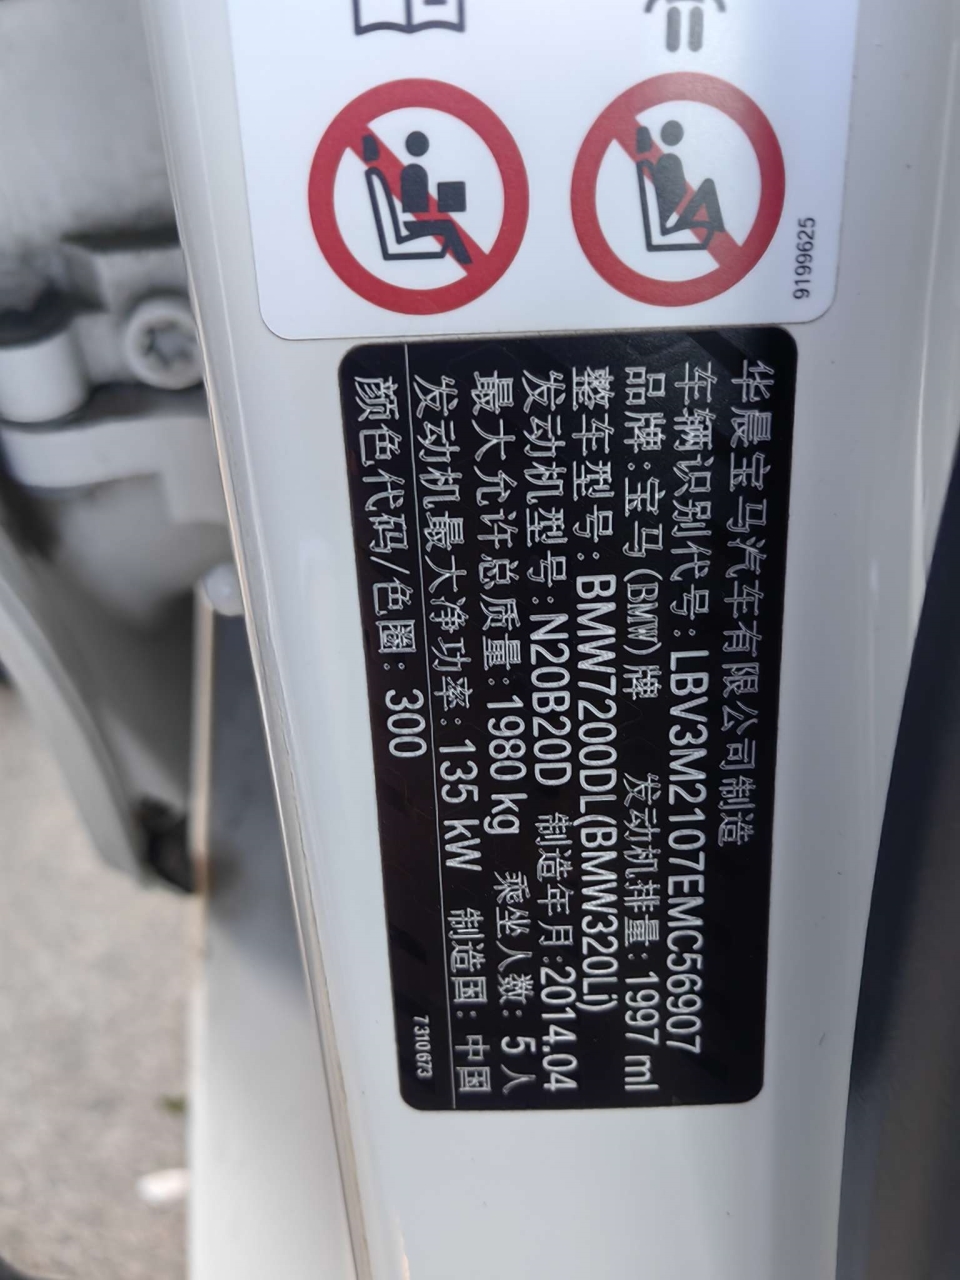 9199625
华晨宝马汽车有限公司制造
车辆识别代号:LBV3M2107EMC56907
品牌:宝马(BMW)牌 发动机排量:1997 ml
整车型号:BMW7200DL(BMW320Li)
发动机型号:N20B20D 制造年月:2014.04
最大允许总质量:1980 kg 乘坐人数:5人
发动机最大净功率:135 kW 制造国:中国
颜色代码/色圈:300 7310673